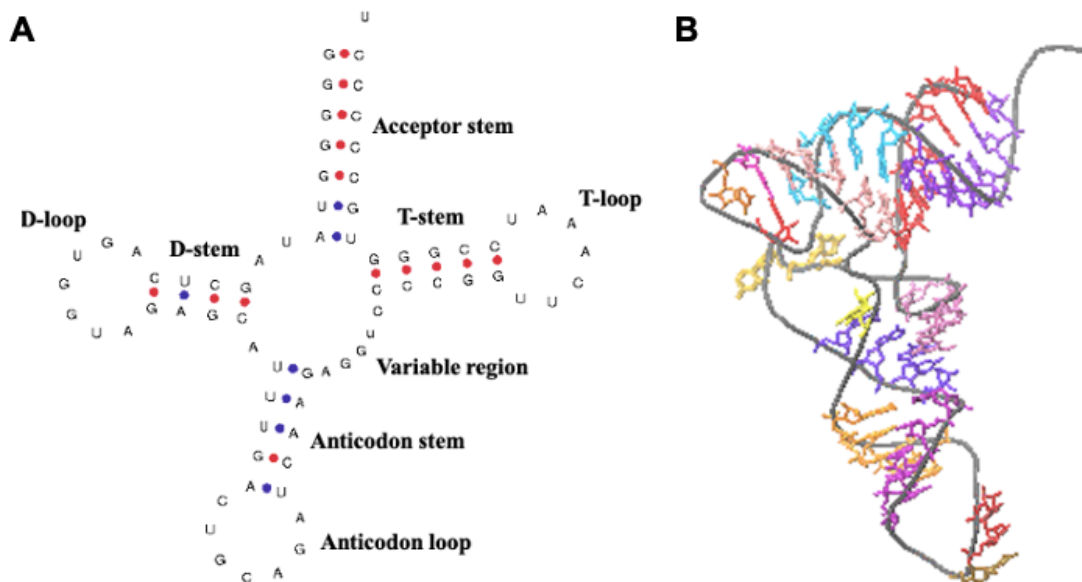 A
B
U
G C
G C
G C
G C
G C
U G
A U
Acceptor stem
D-loop
D-stem
T-stem
T-loop
U G A C U C G A U
G G U A G A G C A
G G G C C U A A A C
C C C G G U U
u
G
G
A
G
Variable region
U
U A
U A
G C
A U
Anticodon stem
C A
U G
G C A
Anticodon loop